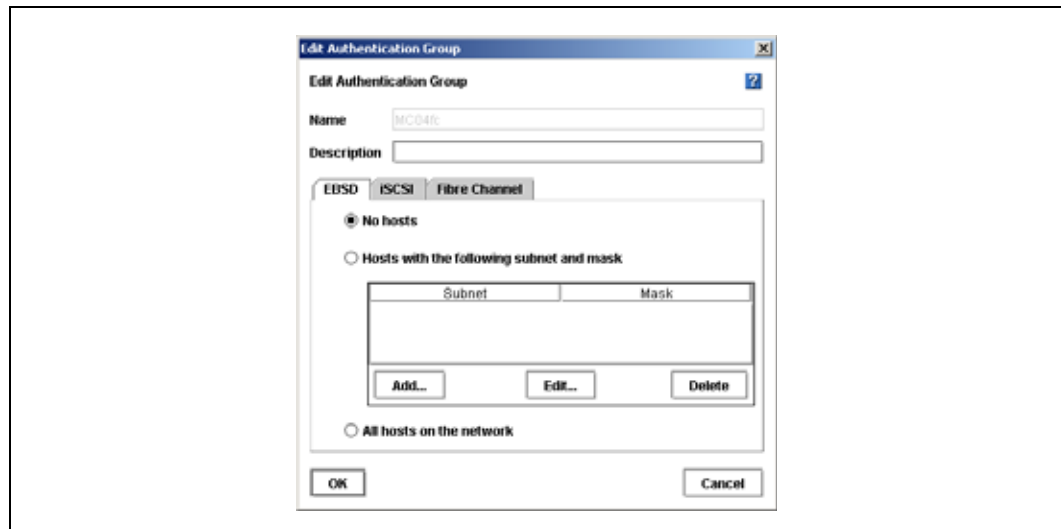 Edit Authentication Group
Edit Authentication Group
Name MC04fc
Description
EBSD iSCSI Fibre Channel
No hosts
Hosts with the following subnet and mask
Subnet Mask
Add... Edit... Delete
All hosts on the network
OK Cancel